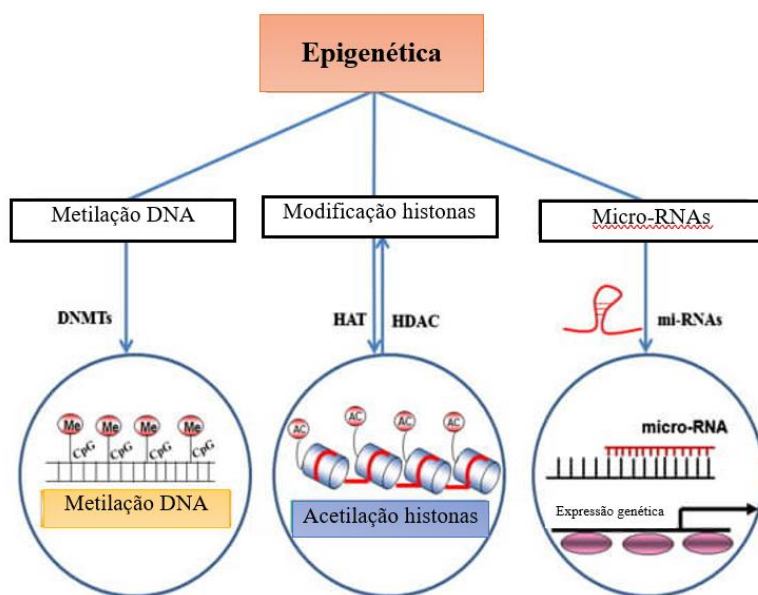 Epigenética
Metilação DNA
Modificação histonas
Micro-RNAs
DNMTs
HAT
HDAC
mi-RNAs
Me
Me
Me
Me
CpG
CpG
CpG
CpG
Metilação DNA
AC
AC
AC
AC
Acetilação histonas
micro-RNA
Expressão genética